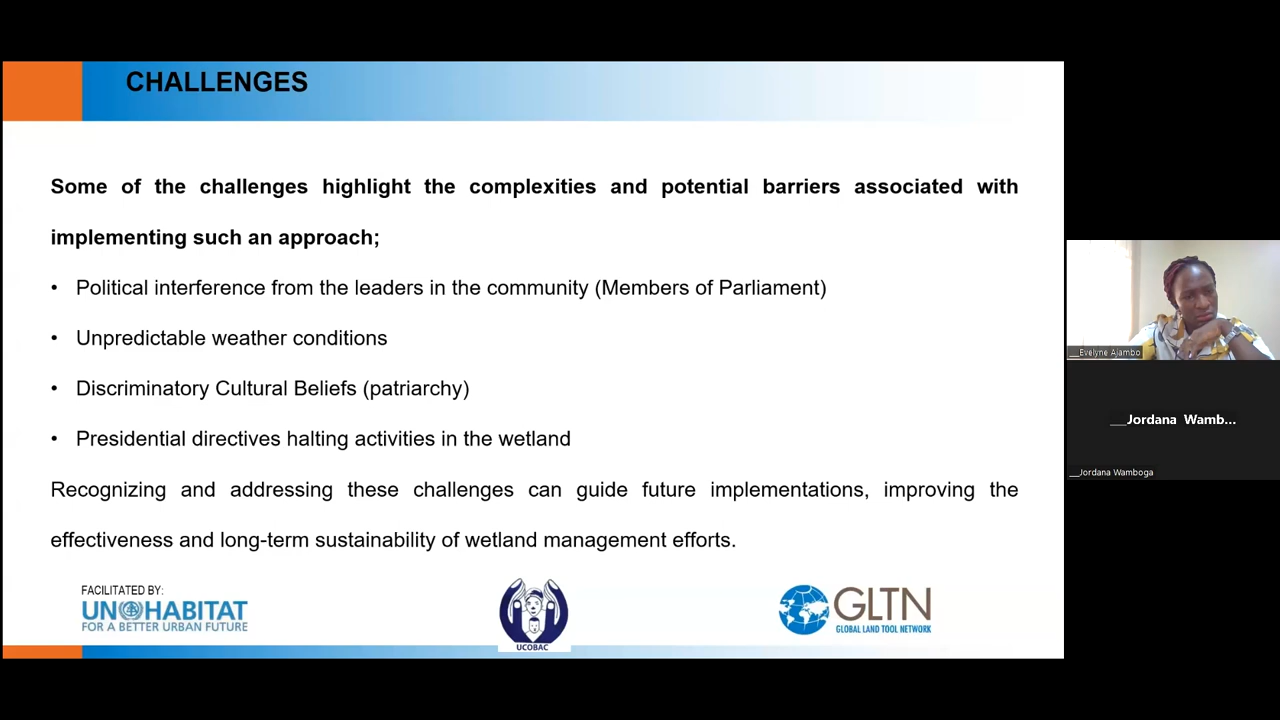 CHALLENGES
Some of the challenges highlight the complexities and potential barriers associated with
implementing such an approach;
• Political interference from the leaders in the community (Members of Parliament)
• Unpredictable weather conditions
• Discriminatory Cultural Beliefs (patriarchy)
• Presidential directives halting activities in the wetland
Recognizing and addressing these challenges can guide future implementations, improving the
effectiveness and long-term sustainability of wetland management efforts.
FACILITATED BY:
UN HABITAT
FOR A BETTER URBAN FUTURE
UCOBAC
GLTN
GLOBAL LAND TOOL NETWORK
__Evelyne Ajambo
__Jordana Wamb...
__Jordana Wamboga